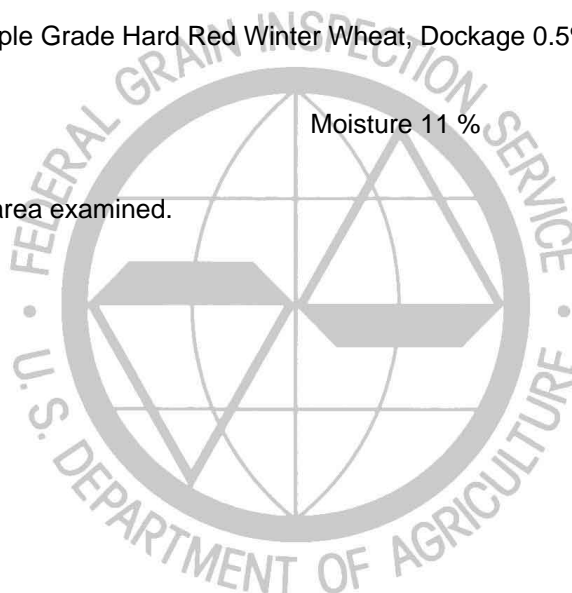 ple Grade Hard Red Winter Wheat, Dockage 0.5%
Moisture 11 %
area examined.
FEDERAL GRAIN INSPECTION SERVICE
U. S. DEPARTMENT OF AGRICULTURE